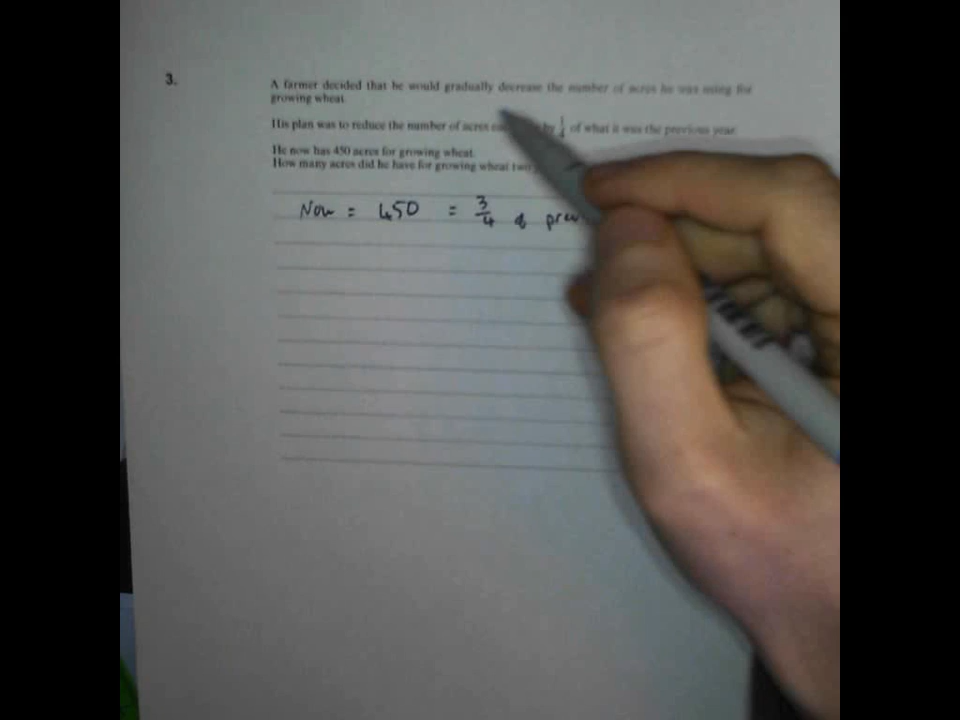 3.
A farmer decided that he would gradually decrease the number of acres he was using for
growing wheat.
His plan was to reduce the number of acres by 1/4 of what it was the previous year.
He now has 450 acres for growing wheat.
How many acres did he have for growing wheat two
Now = 450 = 3/4 of prev